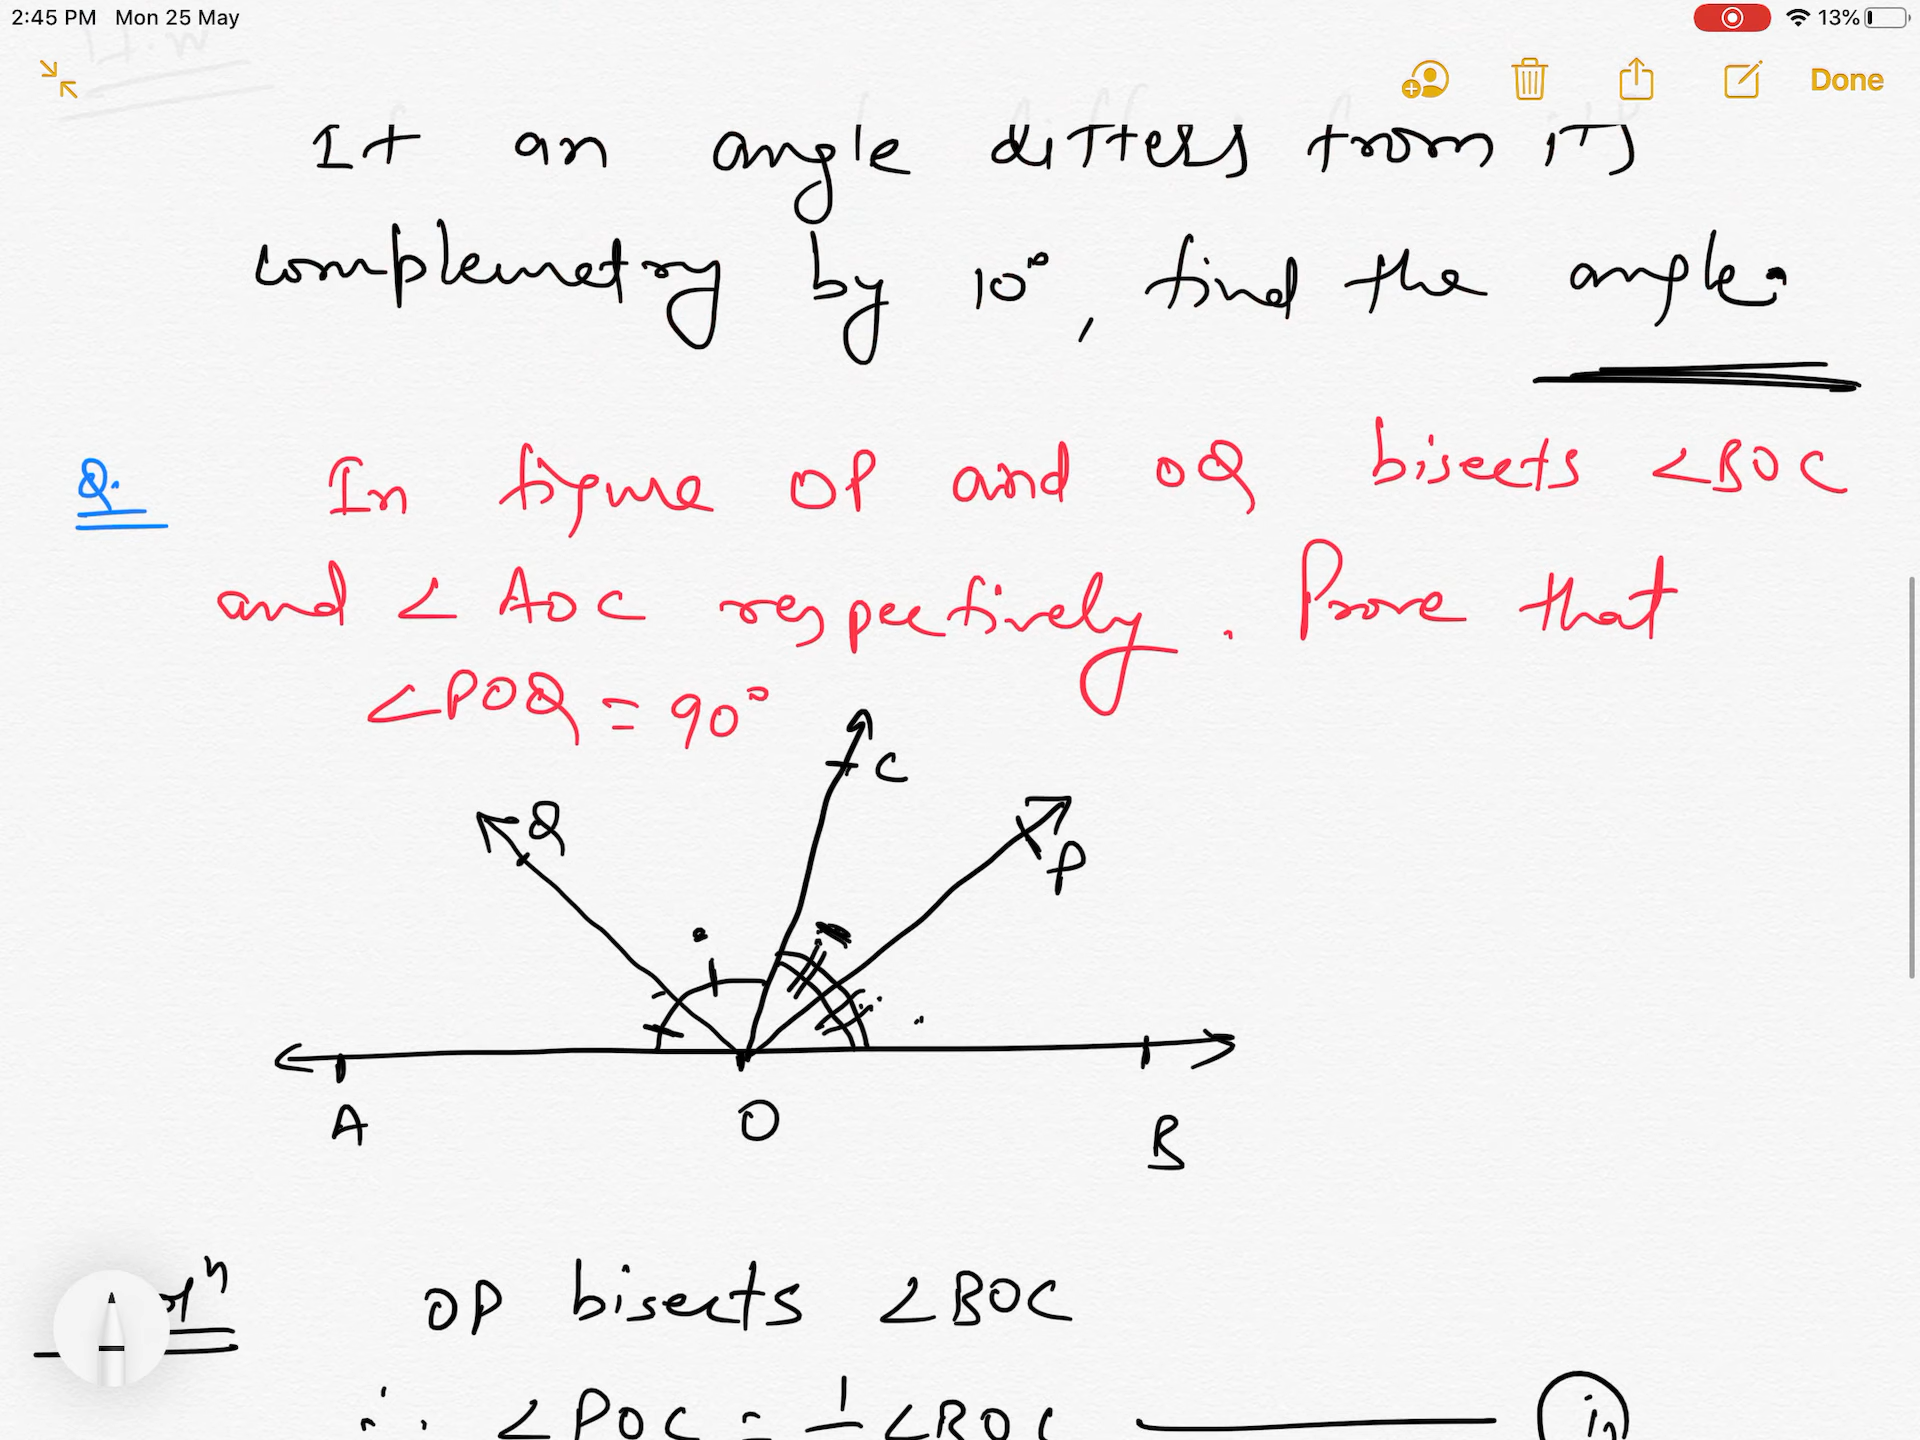 2:45 PM Mon 25 May
13%
Done
If an angle differs from its
complemetry by 10°, find the angle.
Q. In figure OP and OQ bisects ∠BOC
and ∠AOC respectively. Prove that
∠POQ = 90°
C
Q
P
A O B
OP bisects ∠BOC
∴ ∠POC = 1/ ∠BOC